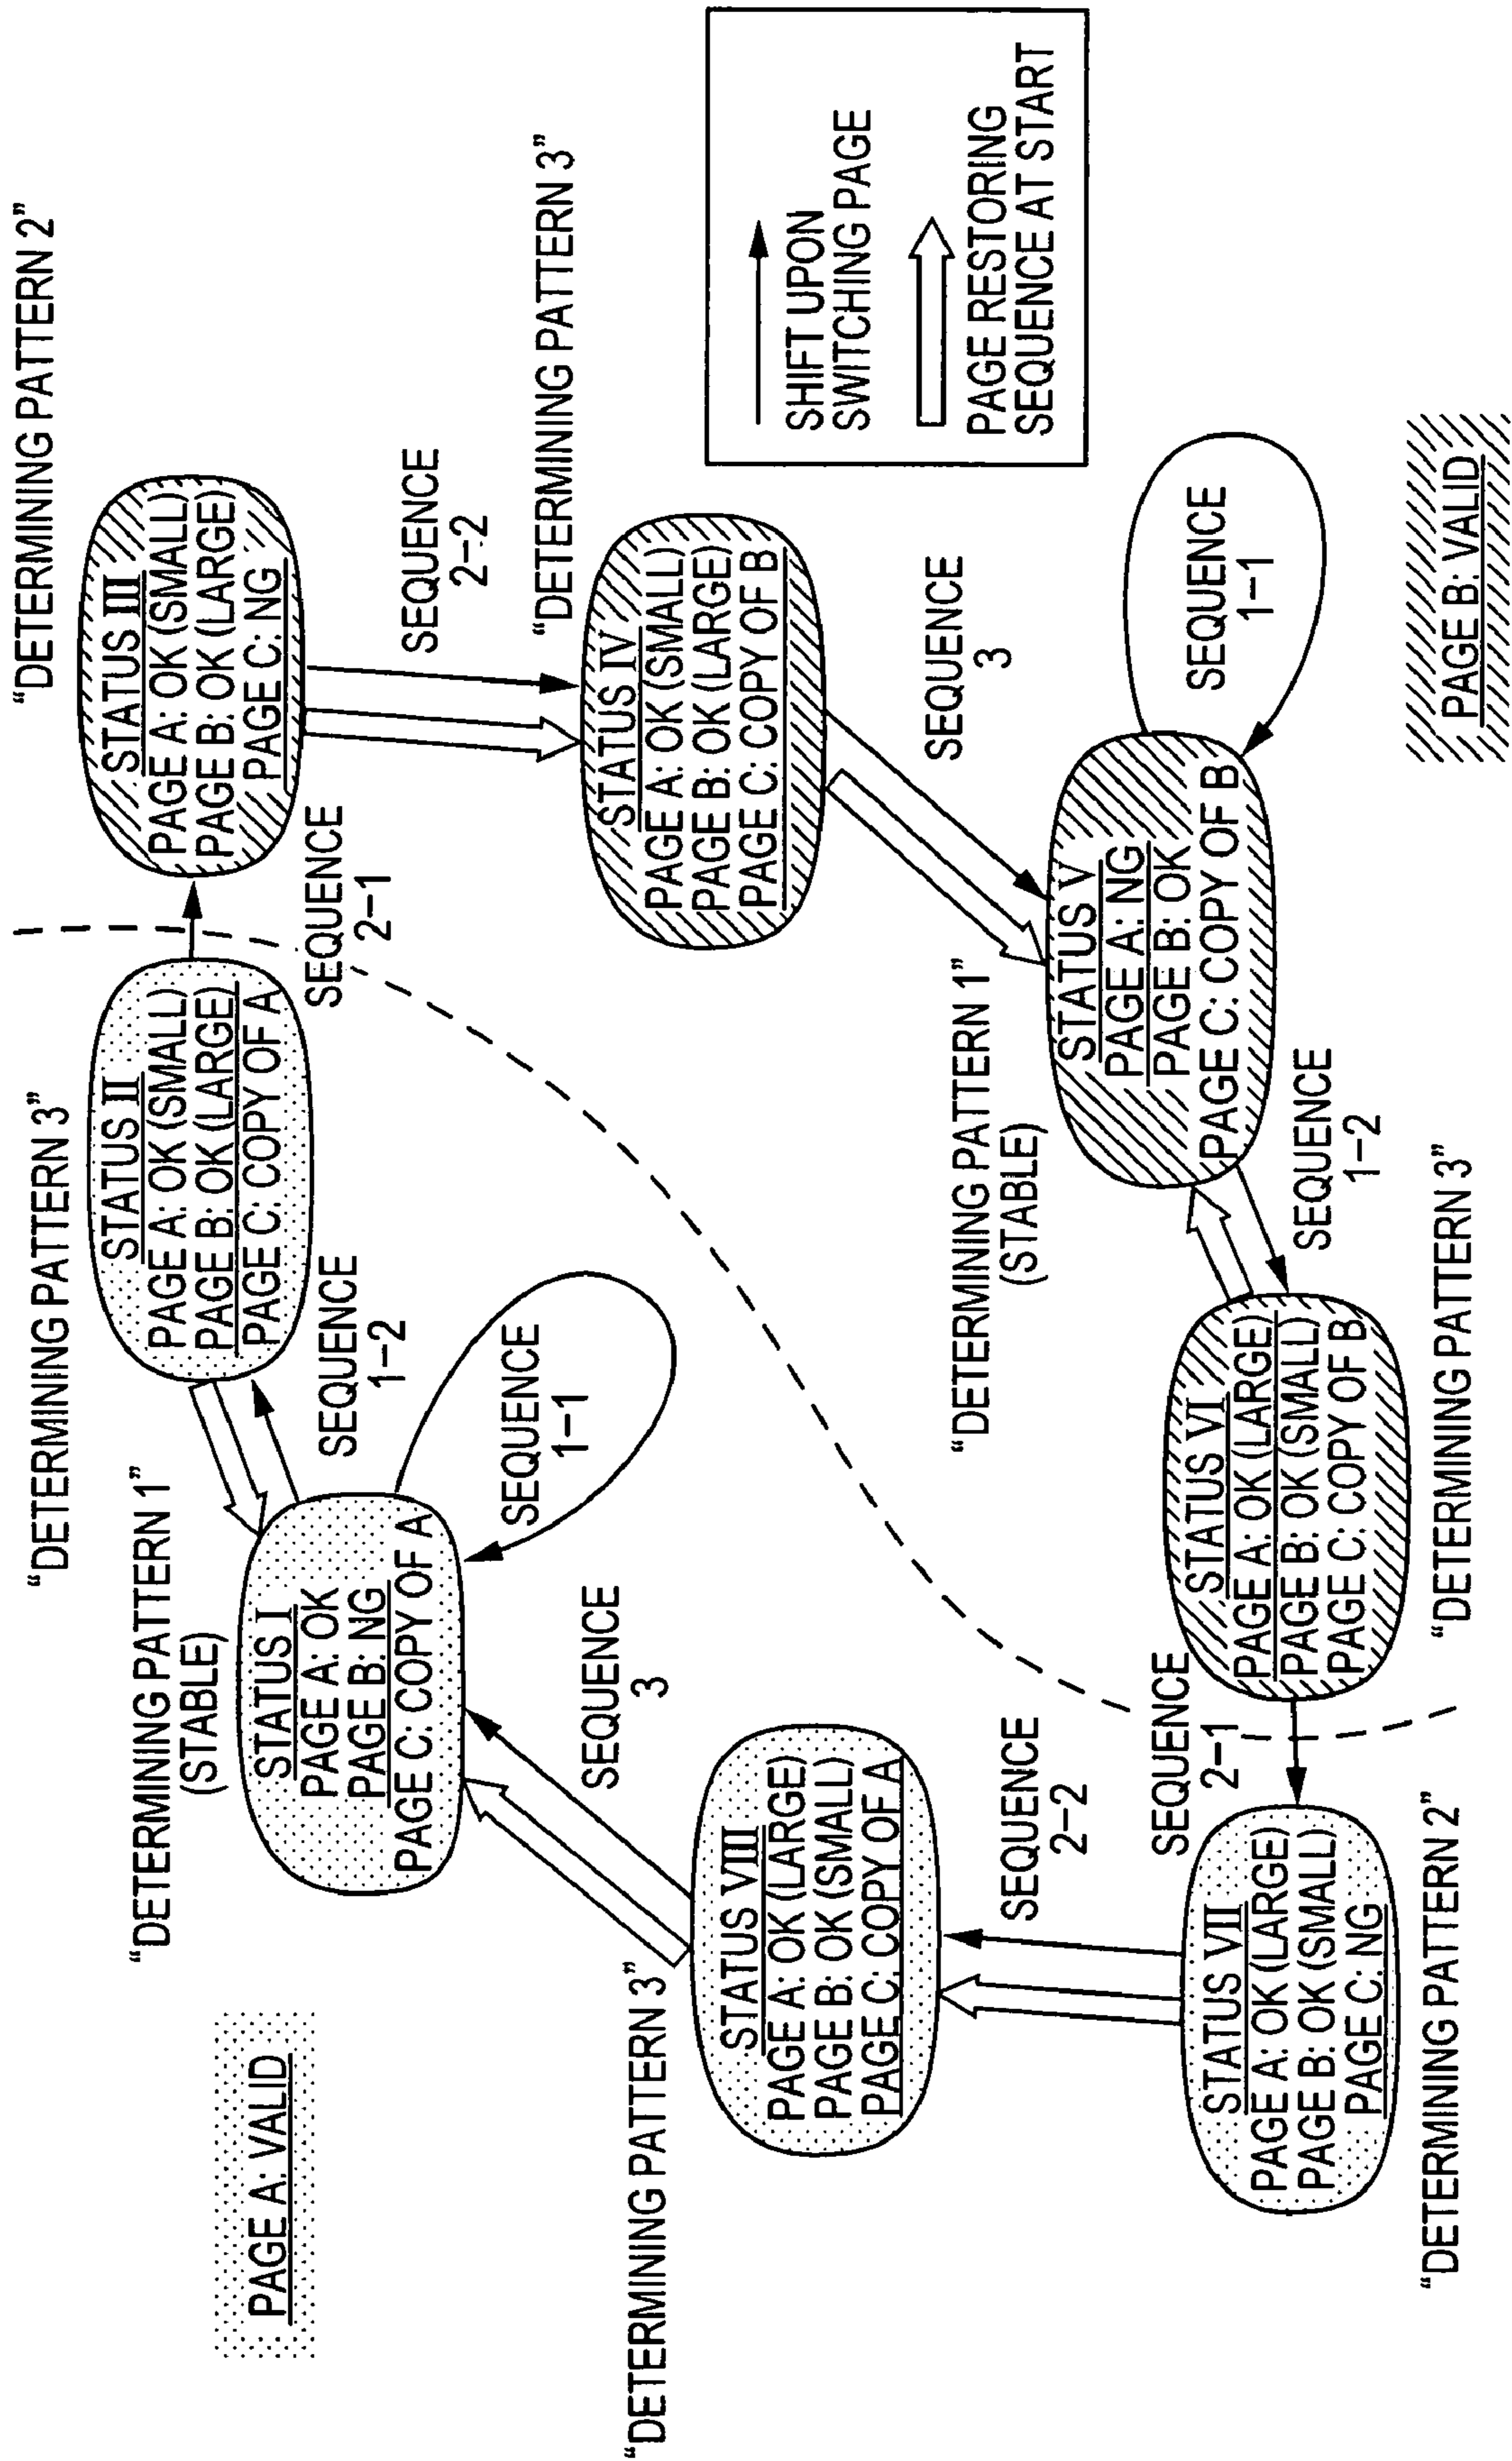 PAGE A: VALID
"DETERMINING PATTERN 1"
(STABLE)
STATUS I
PAGE A: OK
PAGE B: NG
PAGE C: COPY OF A
SEQUENCE
1-1
SEQUENCE
1-2
"DETERMINING PATTERN 3"
STATUS II
PAGE A: OK (SMALL)
PAGE B: OK (LARGE)
PAGE C: COPY OF A
SEQUENCE
2-1
"DETERMINING PATTERN 2"
STATUS III
PAGE A: OK (SMALL)
PAGE B: OK (LARGE)
PAGE C: NG
SEQUENCE
2-2
"DETERMINING PATTERN 3"
STATUS IV
PAGE A: OK (SMALL)
PAGE B: OK (LARGE)
PAGE C: COPY OF B
SEQUENCE
3
"DETERMINING PATTERN 1"
(STABLE)
STATUS V
PAGE A: NG
PAGE B: OK
PAGE C: COPY OF B
SEQUENCE
1-1
SEQUENCE
1-2
"DETERMINING PATTERN 3"
STATUS VI
PAGE A: OK (LARGE)
PAGE B: OK (SMALL)
PAGE C: COPY OF B
SEQUENCE
2-1
"DETERMINING PATTERN 2"
STATUS VII
PAGE A: OK (LARGE)
PAGE B: OK (SMALL)
PAGE C: NG
SEQUENCE
2-2
"DETERMINING PATTERN 3"
STATUS VIII
PAGE A: OK (LARGE)
PAGE B: OK (SMALL)
PAGE C: COPY OF A
SEQUENCE
3
SHIFT UPON
SWITCHING PAGE
PAGE RESTORING
SEQUENCE AT START
PAGE B: VALID